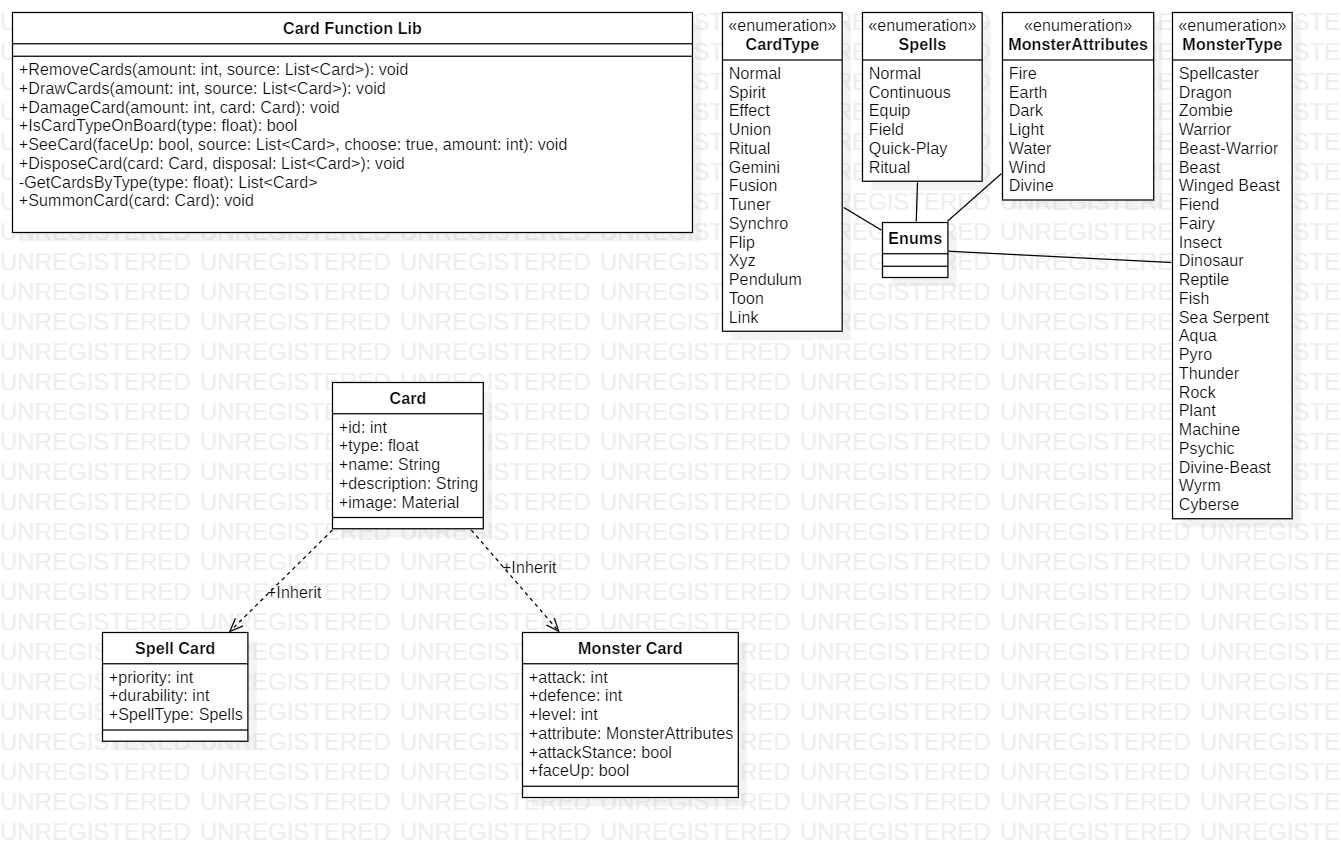 Card Function Lib
+RemoveCards(amount: int, source: List<Card>): void
+DrawCards(amount: int, source: List<Card>): void
+DamageCard(amount: int, card: Card): void
+IsCardTypeOnBoard(type: float): bool
+SeeCard(faceUp: bool, source: List<Card>, choose: true, amount: int): void
+DisposeCard(card: Card, disposal: List<Card>): void
-GetCardsByType(type: float): List<Card>
+SummonCard(card: Card): void
«enumeration»
CardType
Normal
Spirit
Effect
Union
Ritual
Gemini
Fusion
Tuner
Synchro
Flip
Xyz
Pendulum
Toon
Link
«enumeration»
Spells
Normal
Continuous
Equip
Field
Quick-Play
Ritual
«enumeration»
MonsterAttributes
Fire
Earth
Dark
Light
Water
Wind
Divine
«enumeration»
MonsterType
Spellcaster
Dragon
Zombie
Warrior
Beast-Warrior
Beast
Winged Beast
Fiend
Fairy
Insect
Dinosaur
Reptile
Fish
Sea Serpent
Aqua
Pyro
Thunder
Rock
Plant
Machine
Psychic
Divine-Beast
Wyrm
Cyberse
Enums
Card
+id: int
+type: float
+name: String
+description: String
+image: Material
+Inherit
+Inherit
Spell Card
+priority: int
+durability: int
+SpellType: Spells
Monster Card
+attack: int
+defence: int
+level: int
+attribute: MonsterAttributes
+attackStance: bool
+faceUp: bool
UNREGISTERED